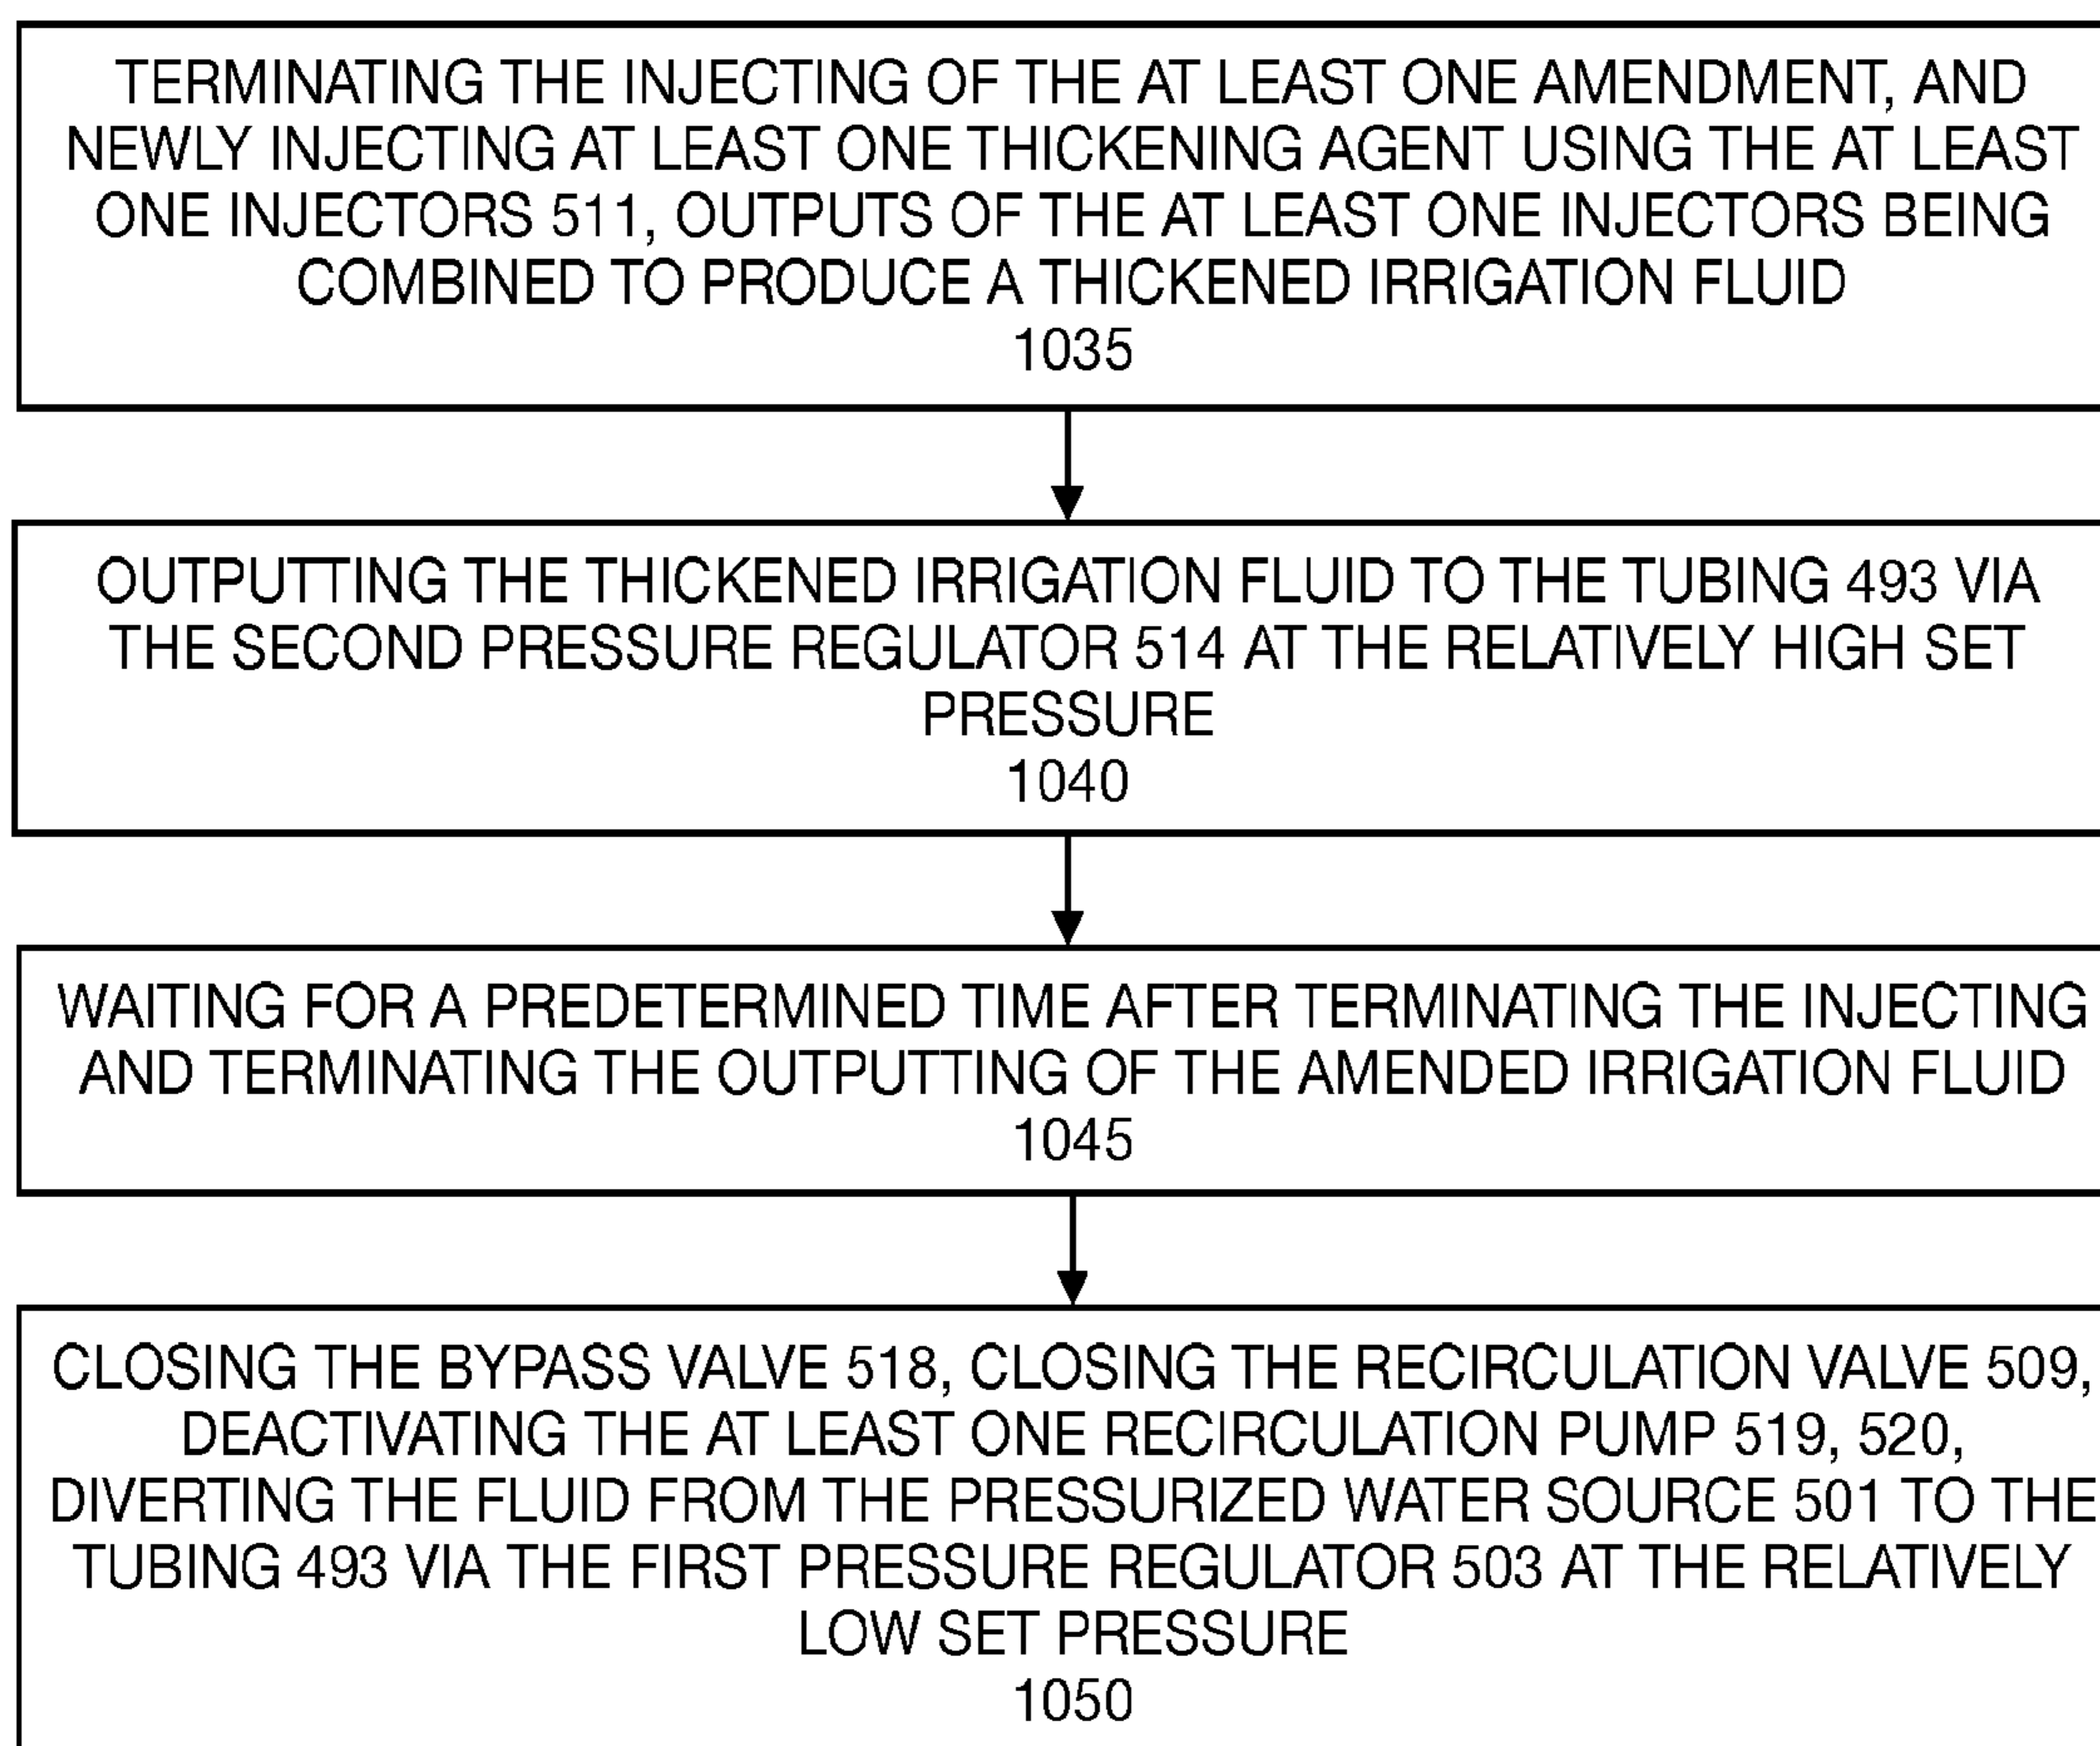 TERMINATING THE INJECTING OF THE AT LEAST ONE AMENDMENT, AND
NEWLY INJECTING AT LEAST ONE THICKENING AGENT USING THE AT LEAST
ONE INJECTORS 511, OUTPUTS OF THE AT LEAST ONE INJECTORS BEING
COMBINED TO PRODUCE A THICKENED IRRIGATION FLUID
1035
OUTPUTTING THE THICKENED IRRIGATION FLUID TO THE TUBING 493 VIA
THE SECOND PRESSURE REGULATOR 514 AT THE RELATIVELY HIGH SET
PRESSURE
1040
WAITING FOR A PREDETERMINED TIME AFTER TERMINATING THE INJECTING
AND TERMINATING THE OUTPUTTING OF THE AMENDED IRRIGATION FLUID
1045
CLOSING THE BYPASS VALVE 518, CLOSING THE RECIRCULATION VALVE 509,
DEACTIVATING THE AT LEAST ONE RECIRCULATION PUMP 519, 520,
DIVERTING THE FLUID FROM THE PRESSURIZED WATER SOURCE 501 TO THE
TUBING 493 VIA THE FIRST PRESSURE REGULATOR 503 AT THE RELATIVELY
LOW SET PRESSURE
1050